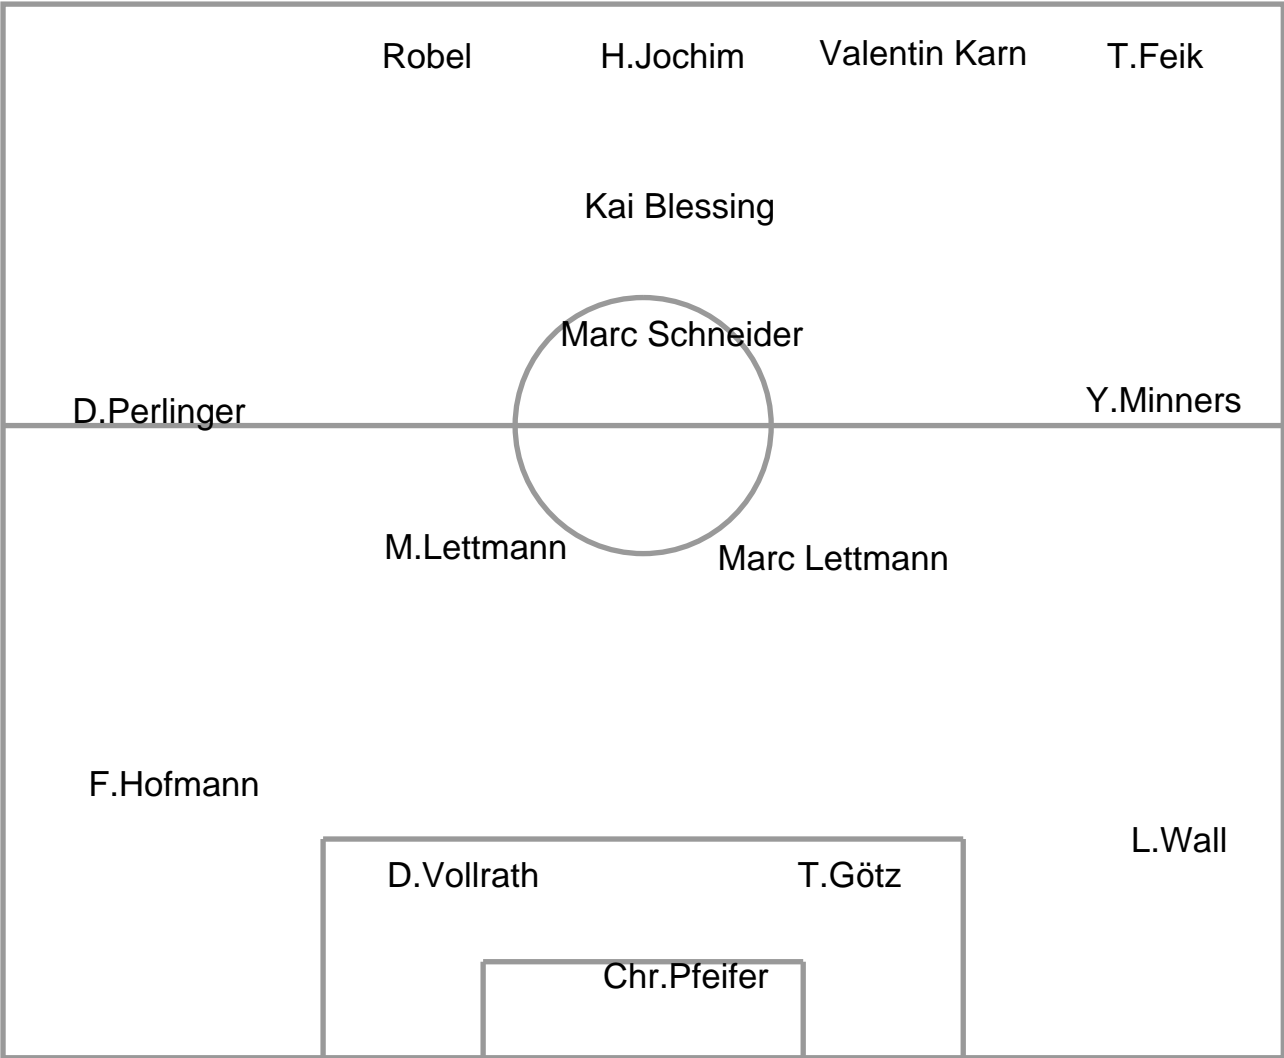 Robel
H.Jochim
Valentin Karn
T.Feik
Kai Blessing
Marc Schneider
D.Perlinger
Y.Minners
M.Lettmann
Marc Lettmann
F.Hofmann
L.Wall
D.Vollrath
T.Götz
Chr.Pfeifer